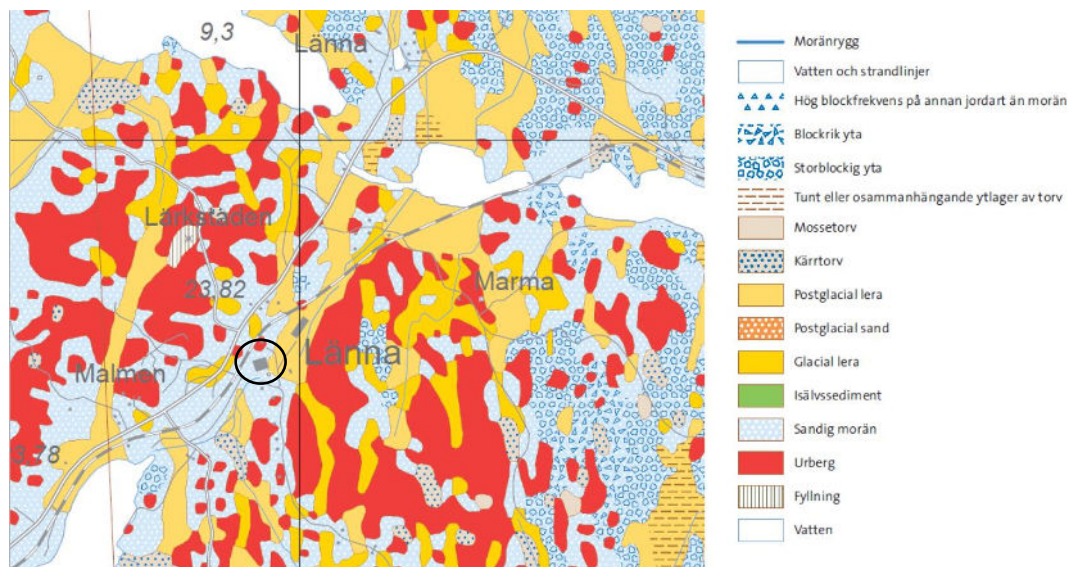 9,3
Länna
Lärkstäden
23,82
Marma
Länna
Malmen
3,78
Moränrygg
Vatten och strandlinjer
Hög blockfrekvens på annan jordart än morän
Blockrik yta
Storblockig yta
Tunt eller osammanhängande ytlager av torv
Mossetorv
Kärrtorv
Postglacial lera
Postglacial sand
Glacial lera
Isälvssediment
Sandig morän
Urberg
Fyllning
Vatten